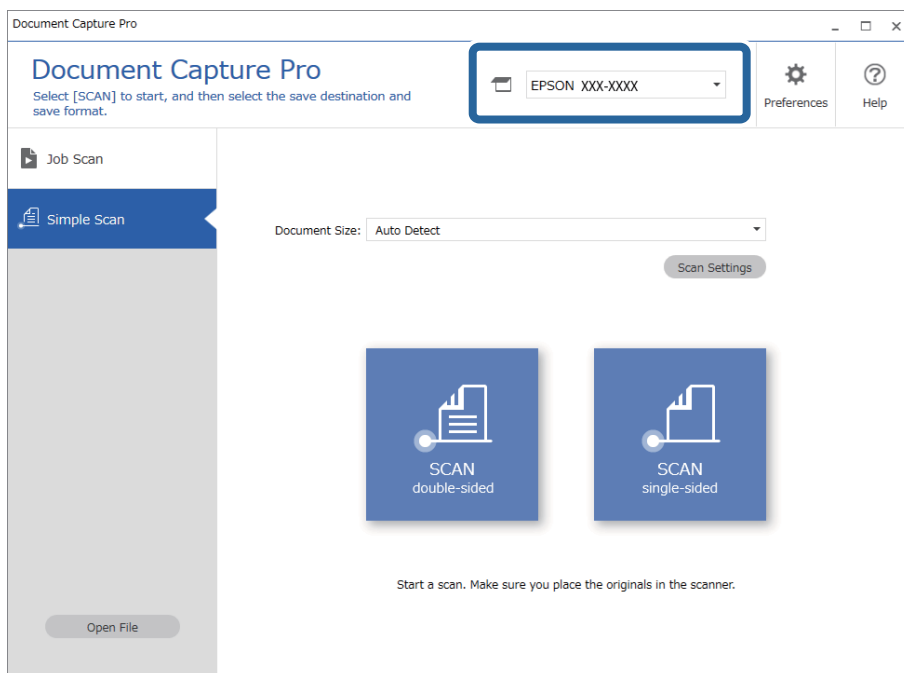 Document Capture Pro
Document Capture Pro
Select [SCAN] to start, and then select the save destination and
save format.
EPSON XXX-XXXX
Preferences
Help
Job Scan
Simple Scan
Document Size:
Auto Detect
Scan Settings
SCAN
double-sided
SCAN
single-sided
Start a scan. Make sure you place the originals in the scanner.
Open File